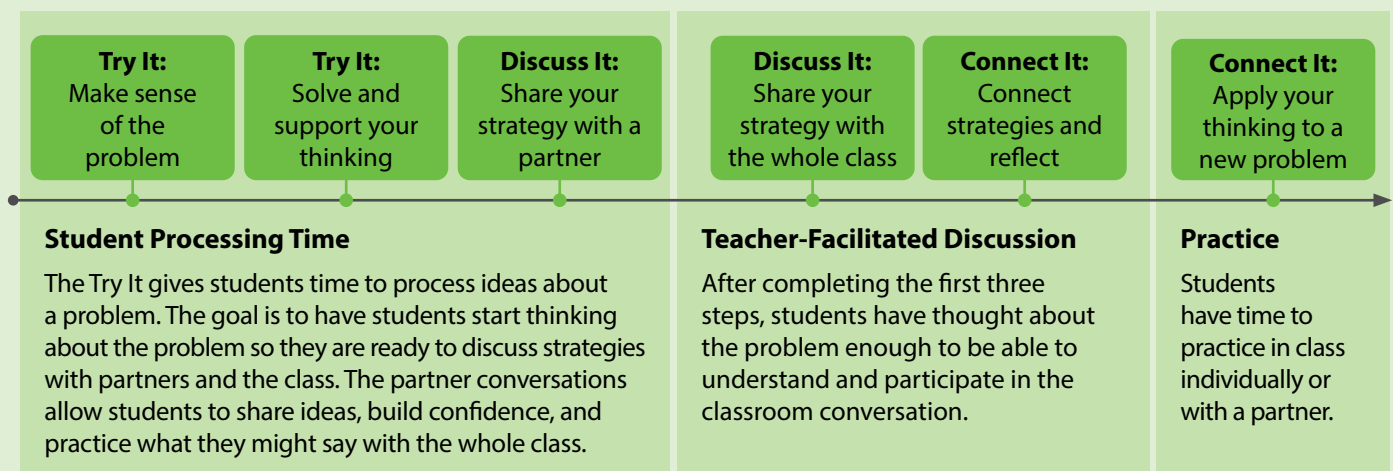 Try It:
Make sense
of the
problem
Try It:
Solve and
support your
thinking
Discuss It:
Share your
strategy with a
partner
Discuss It:
Share your
strategy with
the whole class
Connect It:
Connect
strategies and
reflect
Connect It:
Apply your
thinking to a
new problem
Student Processing Time
The Try It gives students time to process ideas about
a problem. The goal is to have students start thinking
about the problem so they are ready to discuss strategies
with partners and the class. The partner conversations
allow students to share ideas, build confidence, and
practice what they might say with the whole class.
Teacher-Facilitated Discussion
After completing the first three
steps, students have thought about
the problem enough to be able to
understand and participate in the
classroom conversation.
Practice
Students
have time to
practice in class
individually or
with a partner.